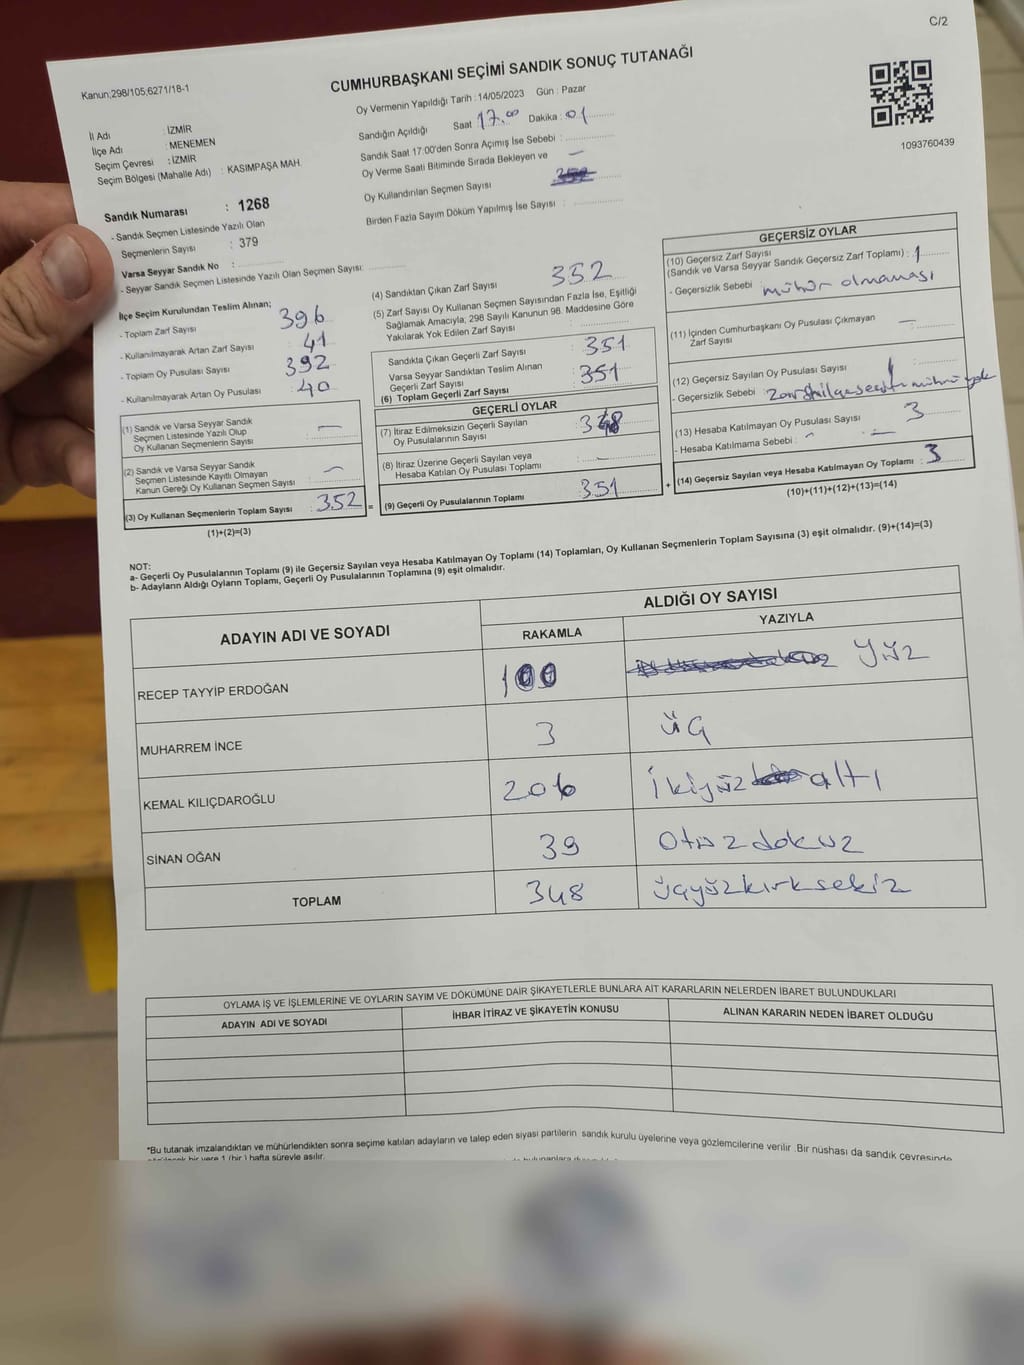 C/2
Kanun;298/105;6271/18-1
CUMHURBAŞKANI SEÇİMİ SANDIK SONUÇ TUTANAĞI
Oy Vermenin Yapıldığı Tarih : 14/05/2023 Gün : Pazar
İl Adı : İZMİR
İlçe Adı : MENEMEN
Seçim Çevresi : İZMİR
Seçim Bölgesi (Mahalle Adı) : KASIMPAŞA MAH.
Sandığın Açıldığı Saat 17.00 Dakika : 01
Sandık Saat 17:00'den Sonra Açımış İse Sebebi :
Oy Verme Saati Bitiminde Sırada Bekleyen ve
Oy Kullandırılan Seçmen Sayısı
Birden Fazla Sayım Döküm Yapılmış İse Sayısı :
1093760439
Sandık Numarası : 1268
- Sandık Seçmen Listesinde Yazılı Olan
Seçmenlerin Sayısı : 379
Varsa Seyyar Sandık No :
- Seyyar Sandık Seçmen Listesinde Yazılı Olan Seçmen Sayısı:
İlçe Seçim Kurulundan Teslim Alınan;
- Toplam Zarf Sayısı : 396
- Kullanılmayarak Artan Zarf Sayısı : 41
- Toplam Oy Pusulası Sayısı : 392
- Kullanılmayarak Artan Oy Pusulası : 40
(1) Sandık ve Varsa Seyyar Sandık
Seçmen Listesinde Yazılı Olup
Oy Kullanan Seçmenlerin Sayısı : —
(2) Sandık ve Varsa Seyyar Sandık
Seçmen Listesinde Kayıtlı Olmayan
Kanun Gereği Oy Kullanan Seçmen Sayısı : —
(3) Oy Kullanan Seçmenlerin Toplam Sayısı : 352 =
(1)+(2)=(3)
(4) Sandıktan Çıkan Zarf Sayısı 352
(5) Zarf Sayısı Oy Kullanan Seçmen Sayısından Fazla İse, Eşitliği
Sağlamak Amacıyla; 298 Sayılı Kanunun 98. Maddesine Göre
Yakılarak Yok Edilen Zarf Sayısı :
Sandıkta Çıkan Geçerli Zarf Sayısı : 351
Varsa Seyyar Sandıktan Teslim Alınan
Geçerli Zarf Sayısı : 351
(6) Toplam Geçerli Zarf Sayısı
GEÇERLİ OYLAR
(7) İtiraz Edilmeksizin Geçerli Sayılan
Oy Pusulalarının Sayısı : 348
(8) İtiraz Üzerine Geçerli Sayılan veya
Hesaba Katılan Oy Pusulası Toplamı : —
(9) Geçerli Oy Pusulalarının Toplamı : 351 +
GEÇERSİZ OYLAR
(10) Geçersiz Zarf Sayısı
(Sandık ve Varsa Seyyar Sandık Geçersiz Zarf Toplamı) : 1
- Geçersizlik Sebebi : mühür olmaması
(11) İçinden Cumhurbaşkanı Oy Pusulası Çıkmayan
Zarf Sayısı : —
(12) Geçersiz Sayılan Oy Pusulası Sayısı :
- Geçersizlik Sebebi
(13) Hesaba Katılmayan Oy Pusulası Sayısı : 3
- Hesaba Katılmama Sebebi : —
(14) Geçersiz Sayılan veya Hesaba Katılmayan Oy Toplamı : 3
(10)+(11)+(12)+(13)=(14)
NOT:
a- Geçerli Oy Pusulalarının Toplamı (9) ile Geçersiz Sayılan veya Hesaba Katılmayan Oy Toplamı (14) Toplamları, Oy Kullanan Seçmenlerin Toplam Sayısına (3) eşit olmalıdır. (9)+(14)=(3)
b- Adayların Aldığı Oyların Toplamı, Geçerli Oy Pusulalarının Toplamına (9) eşit olmalıdır.
ADAYIN ADI VE SOYADI
ALDIĞI OY SAYISI
RAKAMLA YAZIYLA
RECEP TAYYİP ERDOĞAN 100 yüz
MUHARREM İNCE 3 üç
KEMAL KILIÇDAROĞLU 206 ikiyüz altı
SİNAN OĞAN 39 otuzdokuz
TOPLAM 348 üçyüzkırksekiz
OYLAMA İŞ VE İŞLEMLERİNE VE OYLARIN SAYIM VE DÖKÜMÜNE DAİR ŞİKAYETLERLE BUNLARA AİT KARARLARIN NELERDEN İBARET BULUNDUKLARI
ADAYIN ADI VE SOYADI İHBAR İTİRAZ VE ŞİKAYETİN KONUSU ALINAN KARARIN NEDEN İBARET OLDUĞU
*Bu tutanak imzalandıktan ve mühürlendikten sonra seçime katılan adayların ve talep eden siyasi partilerin sandık kurulu üyelerine veya gözlemcilerine verilir .Bir nüshası da sandık çevresinde
bir yere 1 (bir ) hafta süreyle asılır.